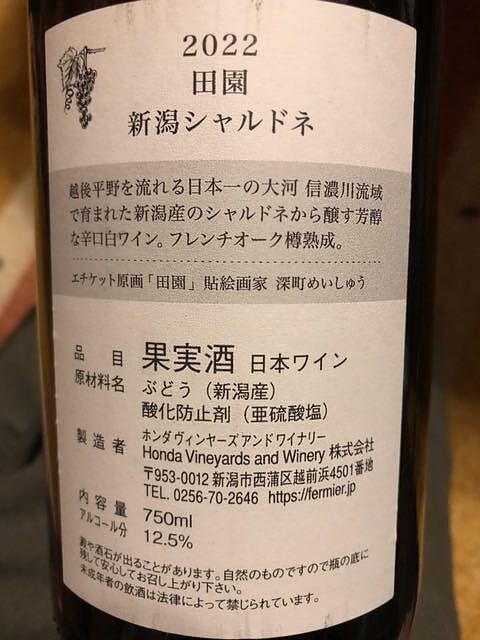 2022
田園
新潟シャルドネ
越後平野を流れる日本一の大河 信濃川流域
で育まれた新潟産のシャルドネから醸す芳醇
な辛口白ワイン。フレンチオーク樽熟成。
エチケット原画「田園」貼絵画家 深町めいしゅう
品目 果実酒 日本ワイン
原材料名 ぶどう（新潟産）
酸化防止剤（亜硫酸塩）
製造者 ホンダヴィンヤーズアンドワイナリー
Honda Vineyards and Winery 株式会社
〒953-0012 新潟市西蒲区越前浜4501番地
TEL. 0256-70-2646 https://fermier.jp
内容量 750ml
アルコール分 12.5%
澱や酒石が出ることがあります。自然のものですので瓶の底に
残して安心してお召し上がり下さい。
未成年者の飲酒は法律によって禁じられています。